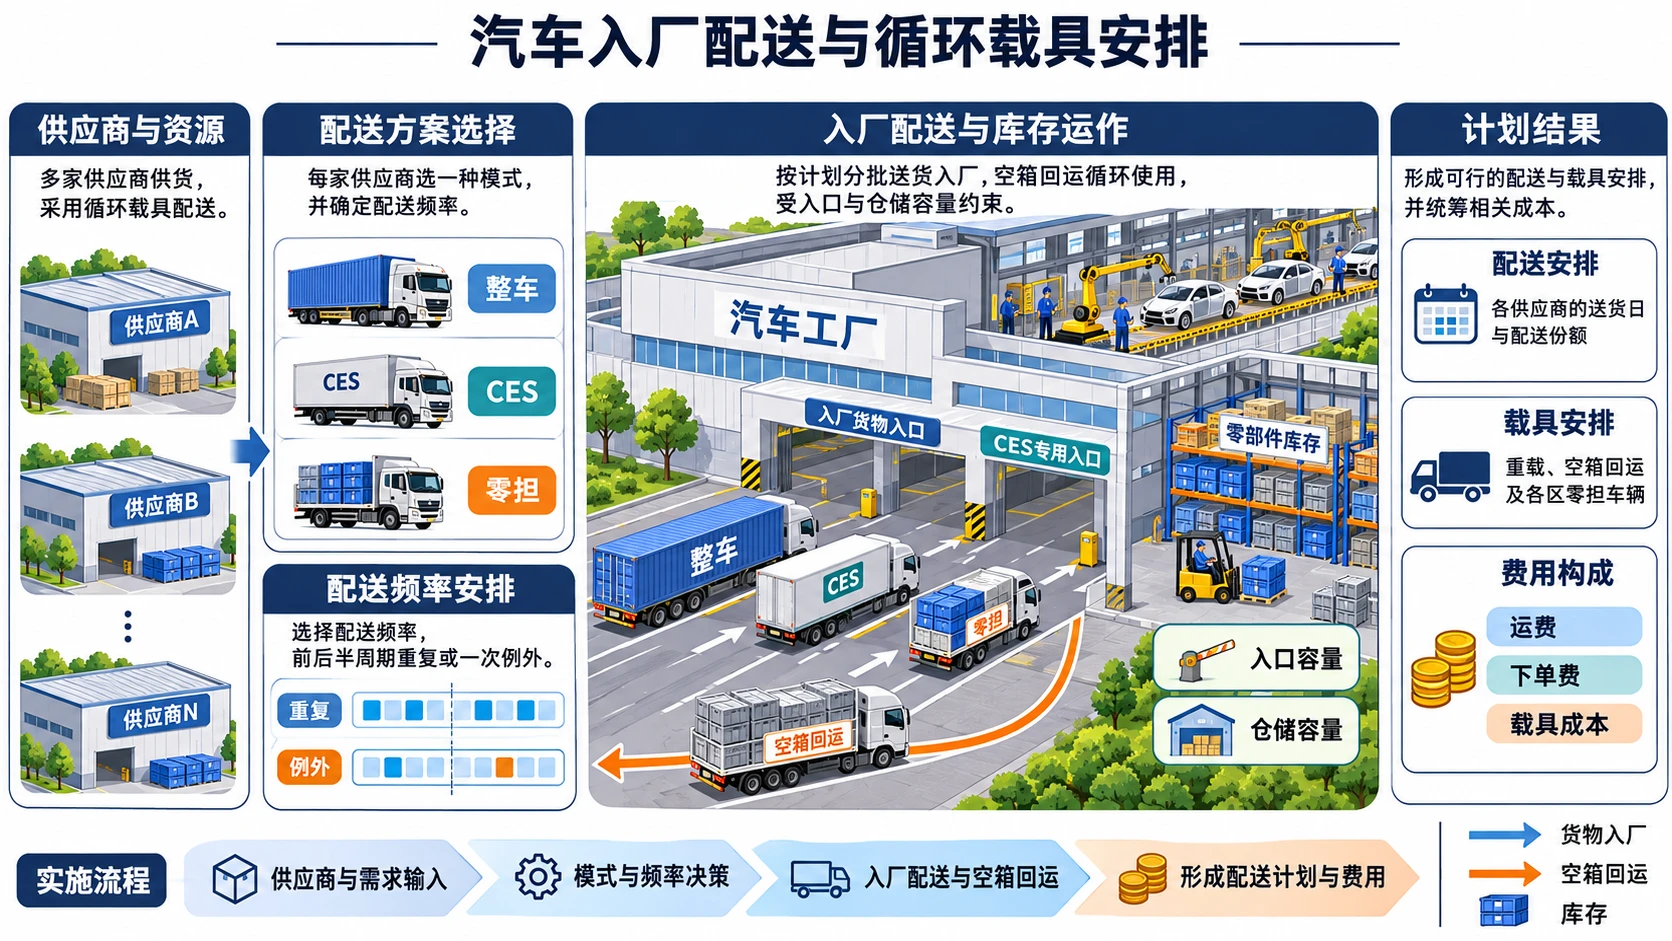 汽车入厂配送与循环载具安排
供应商与资源
多家供应商供货，
采用循环载具配送。
供应商A
供应商B
供应商N
配送方案选择
每家供应商选一种模式，
并确定配送频率。
整车
CES
CES
零担
配送频率安排
选择配送频率，
前后半周期重复或一次例外。
重复
例外
入厂配送与库存运作
按计划分批送货入厂，空箱回运循环使用，
受入口与仓储容量约束。
汽车工厂
入厂货物入口
CES专用入口
零部件库存
整车
CES
零担
空箱回运
入口容量
仓储容量
计划结果
形成可行的配送与载具安排，
并统筹相关成本。
配送安排
各供应商的送货日
与配送份额
载具安排
重载、空箱回运
及各区零担车辆
费用构成
运费
下单费
载具成本
实施流程
供应商与需求输入
模式与频率决策
入厂配送与空箱回运
形成配送计划与费用
货物入厂
空箱回运
库存